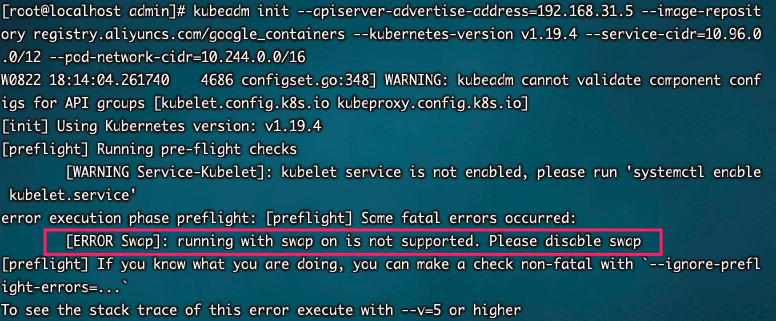 [root@localhost admin]# kubeadm init --apiserver-advertise-address=192.168.31.5 --image-reposit
ory registry.aliyuncs.com/google_containers --kubernetes-version v1.19.4 --service-cidr=10.96.0
.0/12 --pod-network-cidr=10.244.0.0/16
W0822 18:14:04.261740    4686 configset.go:348] WARNING: kubeadm cannot validate component conf
igs for API groups [kubelet.config.k8s.io kubeproxy.config.k8s.io]
[init] Using Kubernetes version: v1.19.4
[preflight] Running pre-flight checks
        [WARNING Service-Kubelet]: kubelet service is not enabled, please run 'systemctl enable
 kubelet.service'
error execution phase preflight: [preflight] Some fatal errors occurred:
        [ERROR Swap]: running with swap on is not supported. Please disable swap
[preflight] If you know what you are doing, you can make a check non-fatal with `--ignore-prefl
ight-errors=...`
To see the stack trace of this error execute with --v=5 or higher